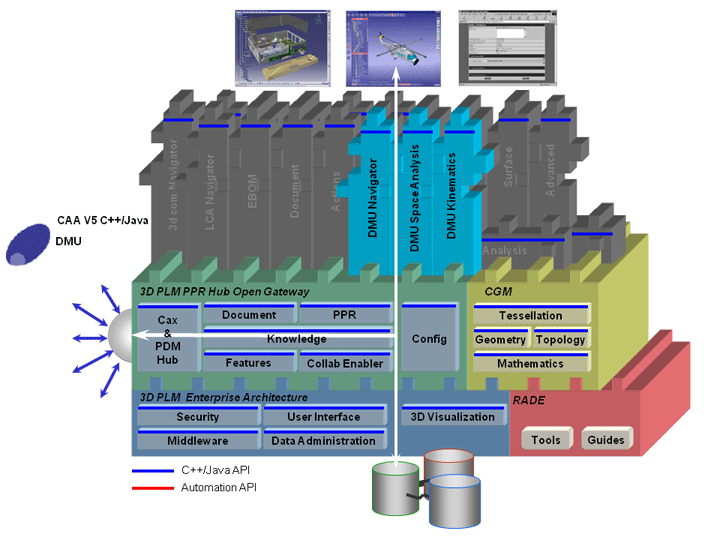 3d com Navigator
LCA Navigator
EBOM
Document
Actions
DMU Navigator
DMU Space Analysis
DMU Kinematics
Surface
Advanced
Analysis
CAA V5 C++/Java
DMU
3D PLM PPR Hub Open Gateway
Cax
&
PDM
Hub
Document
PPR
Knowledge
Features
Collab Enabler
Config
CGM
Tessellation
Geometry
Topology
Mathematics
3D PLM Enterprise Architecture
Security
User Interface
3D Visualization
Middleware
Data Administration
RADE
Tools
Guides
C++/Java API
Automation API